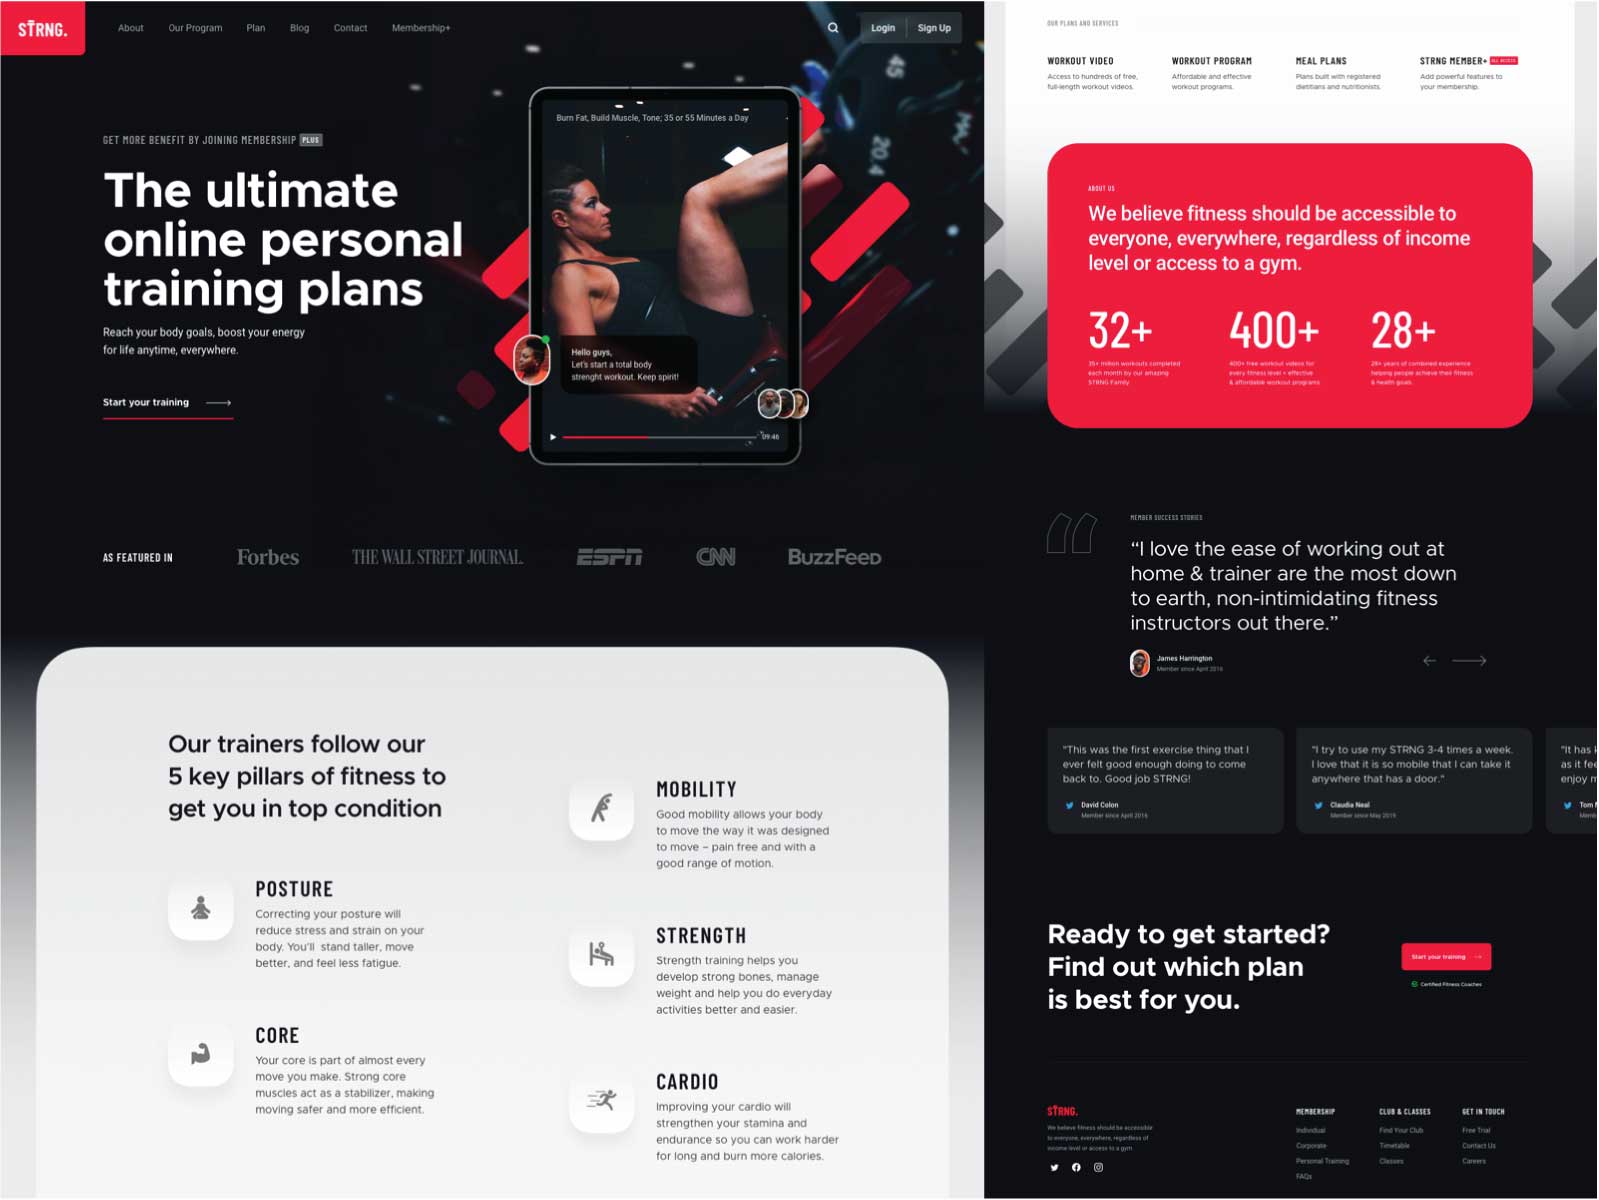 STRNG.
About
Our Program
Plan
Blog
Contact
Membership+
Login
Sign Up
GET MORE BENEFIT BY JOINING MEMBERSHIP PLUS
The ultimate
online personal
training plans
Reach your body goals, boost your energy
for life anytime, everywhere.
Start your training
Burn Fat, Build Muscle, Tone; 35 or 55 Minutes a Day
45
20.4
Hello guys,
Let's start a total body
strenght workout. Keep spirit!
09:46
AS FEATURED IN
Forbes
THE WALL STREET JOURNAL.
ESPN
CNN
BuzzFeed
Our trainers follow our
5 key pillars of fitness to
get you in top condition
POSTURE
Correcting your posture will
reduce stress and strain on your
body. You'll stand taller, move
better, and feel less fatigue.
CORE
Your core is part of almost every
move you make. Strong core
muscles act as a stabilizer, making
moving safer and more efficient.
MOBILITY
Good mobility allows your body
to move the way it was designed
to move – pain free and with a
good range of motion.
STRENGTH
Strength training helps you
develop strong bones, manage
weight and help you do everyday
activities better and easier.
CARDIO
Improving your cardio will
strengthen your stamina and
endurance so you can work harder
for long and burn more calories.
OUR PLANS AND SERVICES
WORKOUT VIDEO
Access to hundreds of free,
full-length workout videos.
WORKOUT PROGRAM
Affordable and effective
workout programs.
MEAL PLANS
Plans built with registered
dietitians and nutritionists.
STRNG MEMBER+ ALL ACCESS
Add powerful features to
your membership.
ABOUT US
We believe fitness should be accessible to
everyone, everywhere, regardless of income
level or access to a gym.
32+
35+ million workouts completed
each month by our amazing
STRNG Family.
400+
400+ free workout videos for
every fitness level + effective
& affordable workout programs
28+
28+ years of combined experience
helping people achieve their fitness
& health goals.
MEMBER SUCCESS STORIES
“I love the ease of working out at
home & trainer are the most down
to earth, non-intimidating fitness
instructors out there.”
James Harrington
Member since April 2016
"This was the first exercise thing that I
ever felt good enough doing to come
back to. Good job STRNG!
David Colon
Member since April 2016
"I try to use my STRNG 3-4 times a week.
I love that it is so mobile that I can take it
anywhere that has a door."
Claudia Neal
Member since May 2019
"It has
as it fee
enjoy m
Tom
Memb
Ready to get started?
Find out which plan
is best for you.
Start your training
Certified Fitness Coaches
STRNG.
We believe fitness should be accessible
to everyone, everywhere, regardless of
income level or access to a gym
MEMBERSHIP
Individual
Corporate
Personal Training
FAQs
CLUB & CLASSES
Find Your Club
Timetable
Classes
GET IN TOUCH
Free Trial
Contact Us
Careers